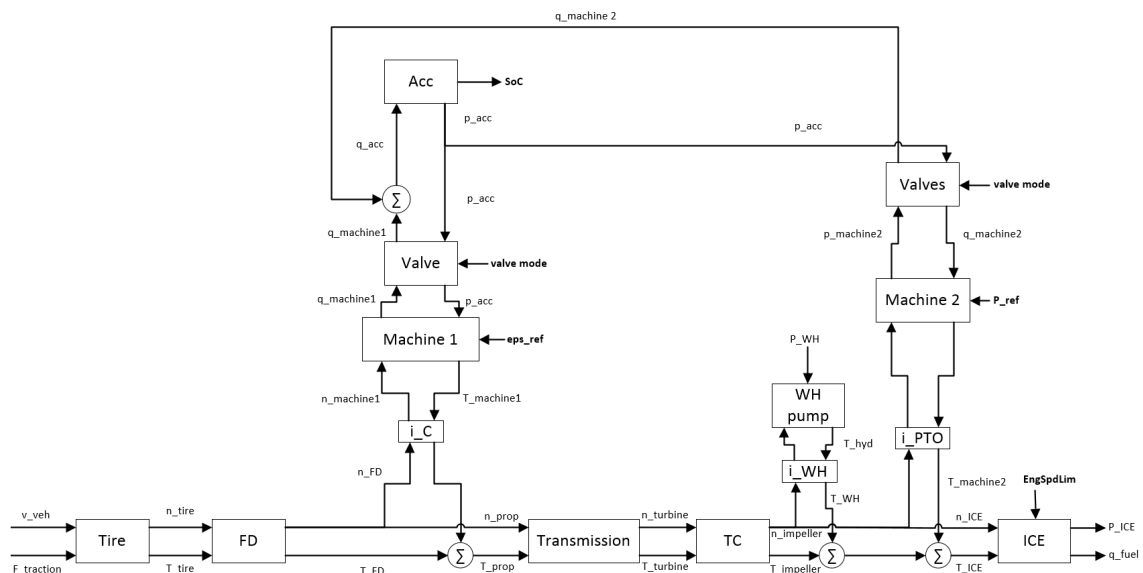 q_machine 2
Acc
SoC
p_acc
p_acc
q_acc
Σ
p_acc
Valves
valve mode
q_machine1
p_machine2
q_machine2
Valve
valve mode
q_machine1
p_acc
Machine 2
P_ref
Machine 1
eps_ref
P_WH
n_machine1
T_machine1
WH
pump
i_C
T_hyd
i_PTO
n_FD
i_WH
T_machine2
EngSpdLim
T_WH
v_veh
n_tire
n_prop
n_turbine
n_impeller
n_ICE
P_ICE
Tire
FD
Σ
Transmission
TC
Σ
Σ
ICE
F_traction
T_tire
T_FD
T_prop
T_turbine
T_impeller
T_ICE
q_fuel